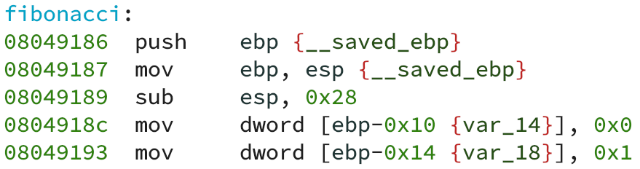 fibonacci:
08049186 push ebp {__saved_ebp}
08049187 mov ebp, esp {__saved_ebp}
08049189 sub esp, 0x28
0804918c mov dword [ebp-0x10 {var_14}], 0x0
08049193 mov dword [ebp-0x14 {var_18}], 0x1